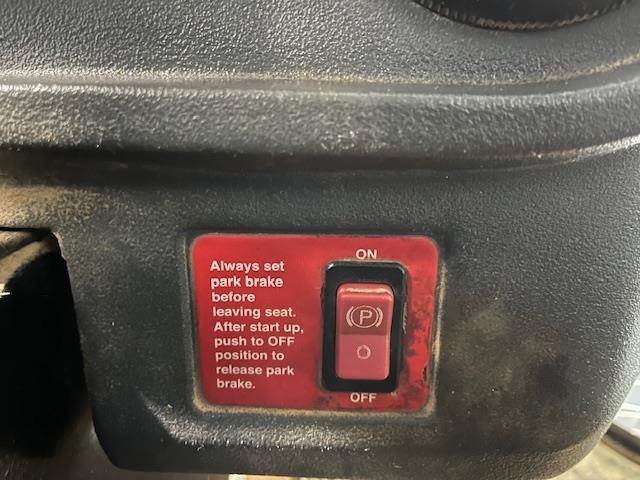 Always set
park brake
before
leaving seat.
After start up,
push to OFF
position to
release park
brake.
ON
P
O
OFF